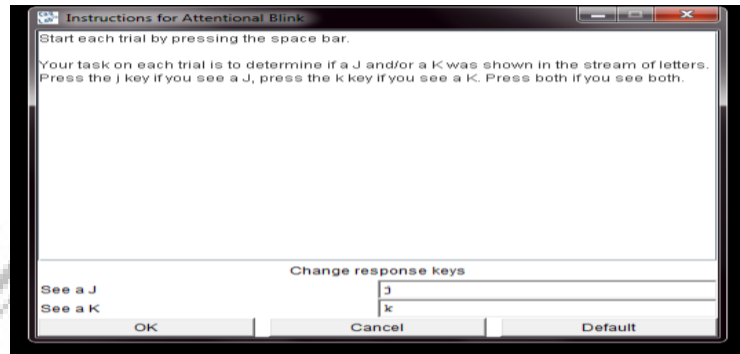 Instructions for Attentional Blink
Start each trial by pressing the space bar.
Your task on each trial is to determine if a J and/or a K was shown in the stream of letters.
Press the j key if you see a J, press the k key if you see a K. Press both if you see both.
Change response keys
See a J j
See a K k
OK Cancel Default